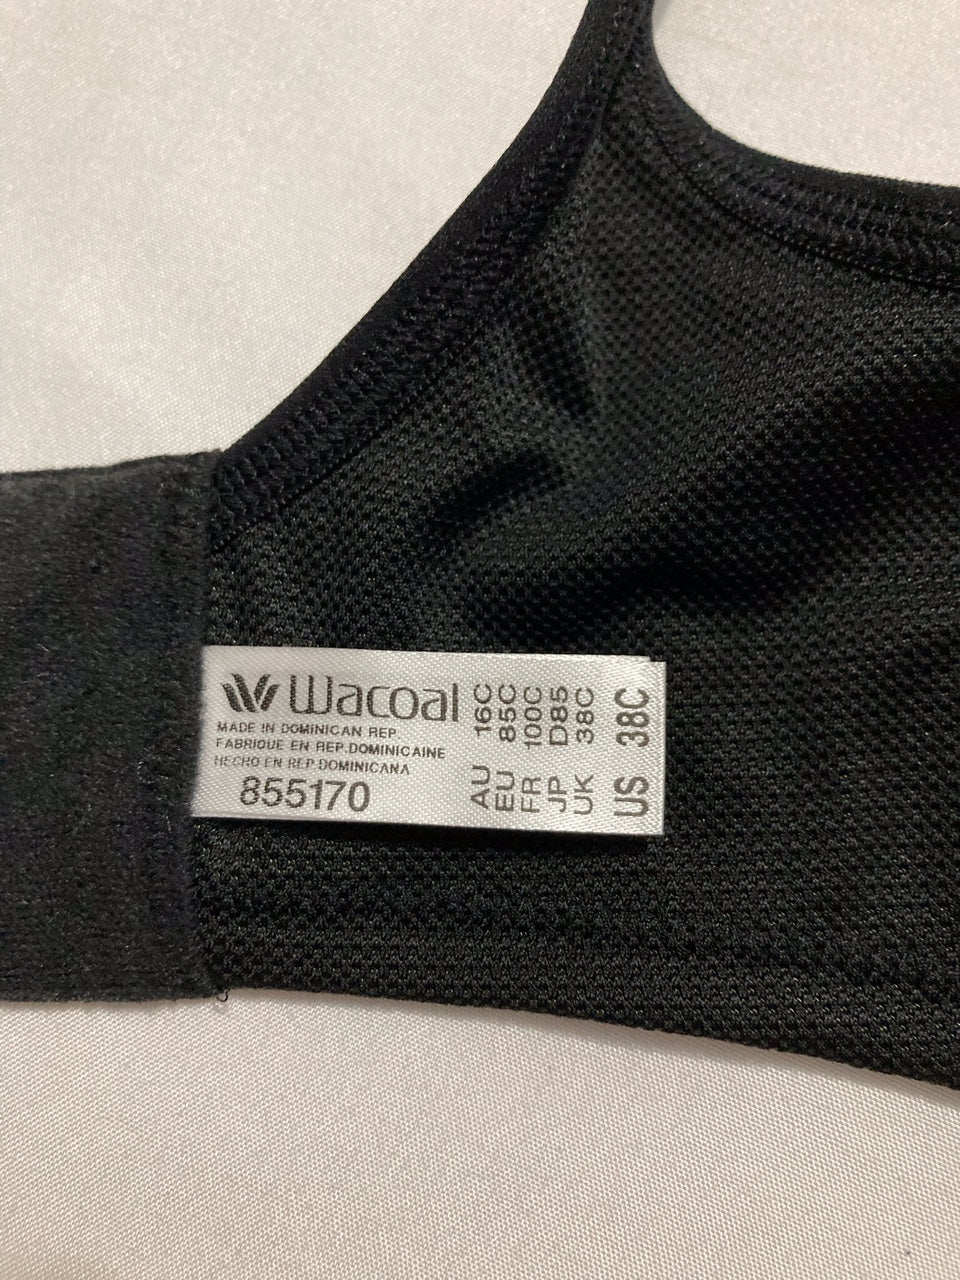 Wacoal
MADE IN DOMINICAN REP
FABRIQUE EN REP.DOMINICAINE
HECHO EN REP.DOMINICANA
855170
AU 16C
EU 85C
FR 100C
JP D85
UK 38C
US 38C